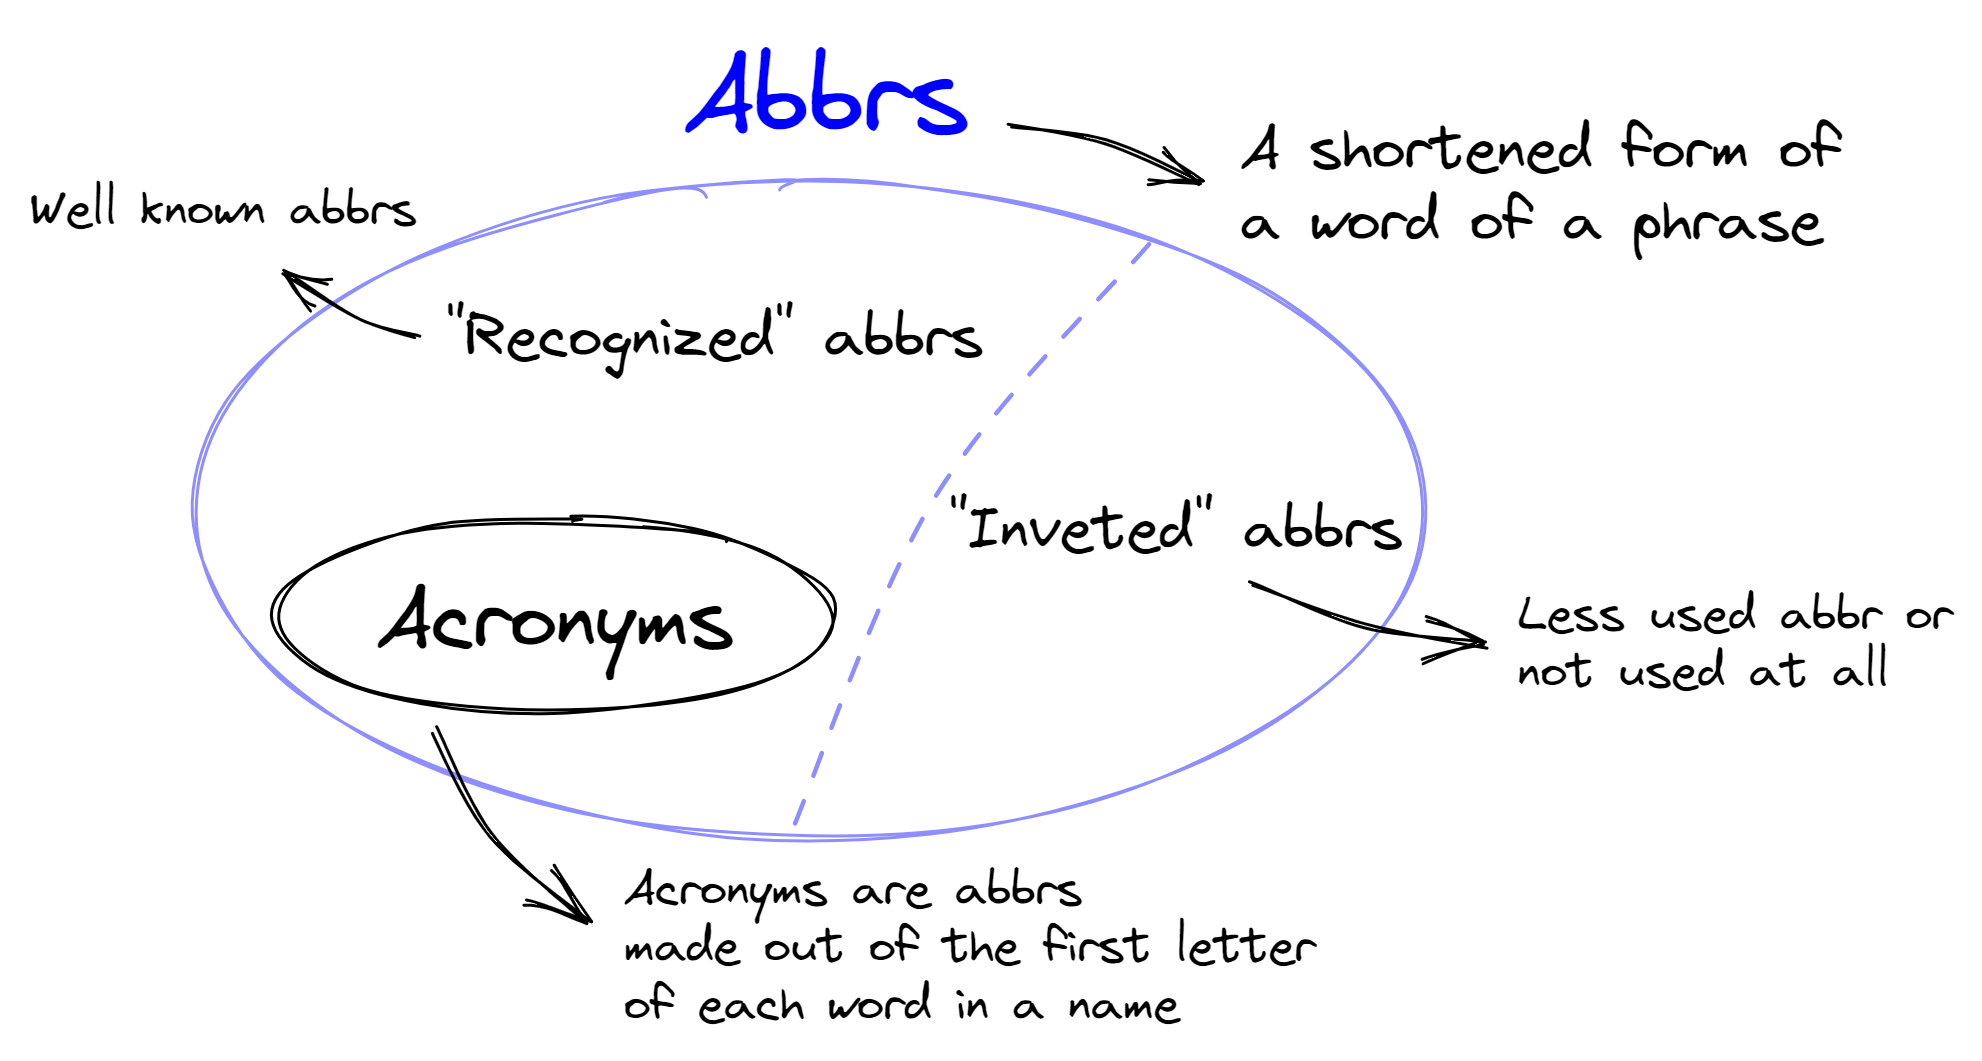 Abbrs
A shortened form of
a word of a phrase
Well known abbrs
"Recognized" abbrs
"Inveted" abbrs
Acronyms
Less used abbr or
not used at all
Acronyms are abbrs
made out of the first letter
of each word in a name